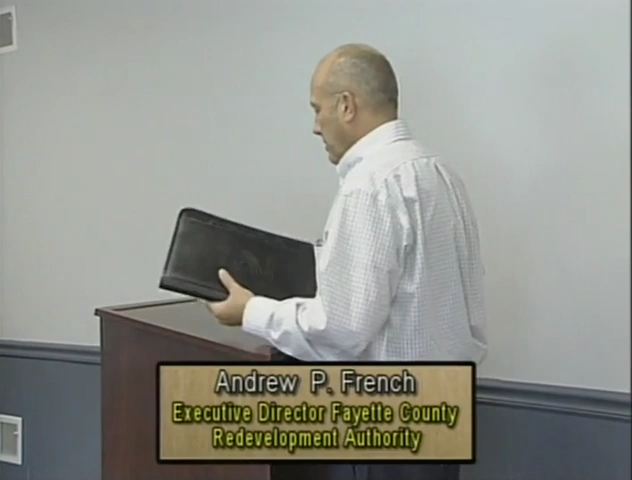 Andrew P. French
Executive Director Fayette County
Redevelopment Authority